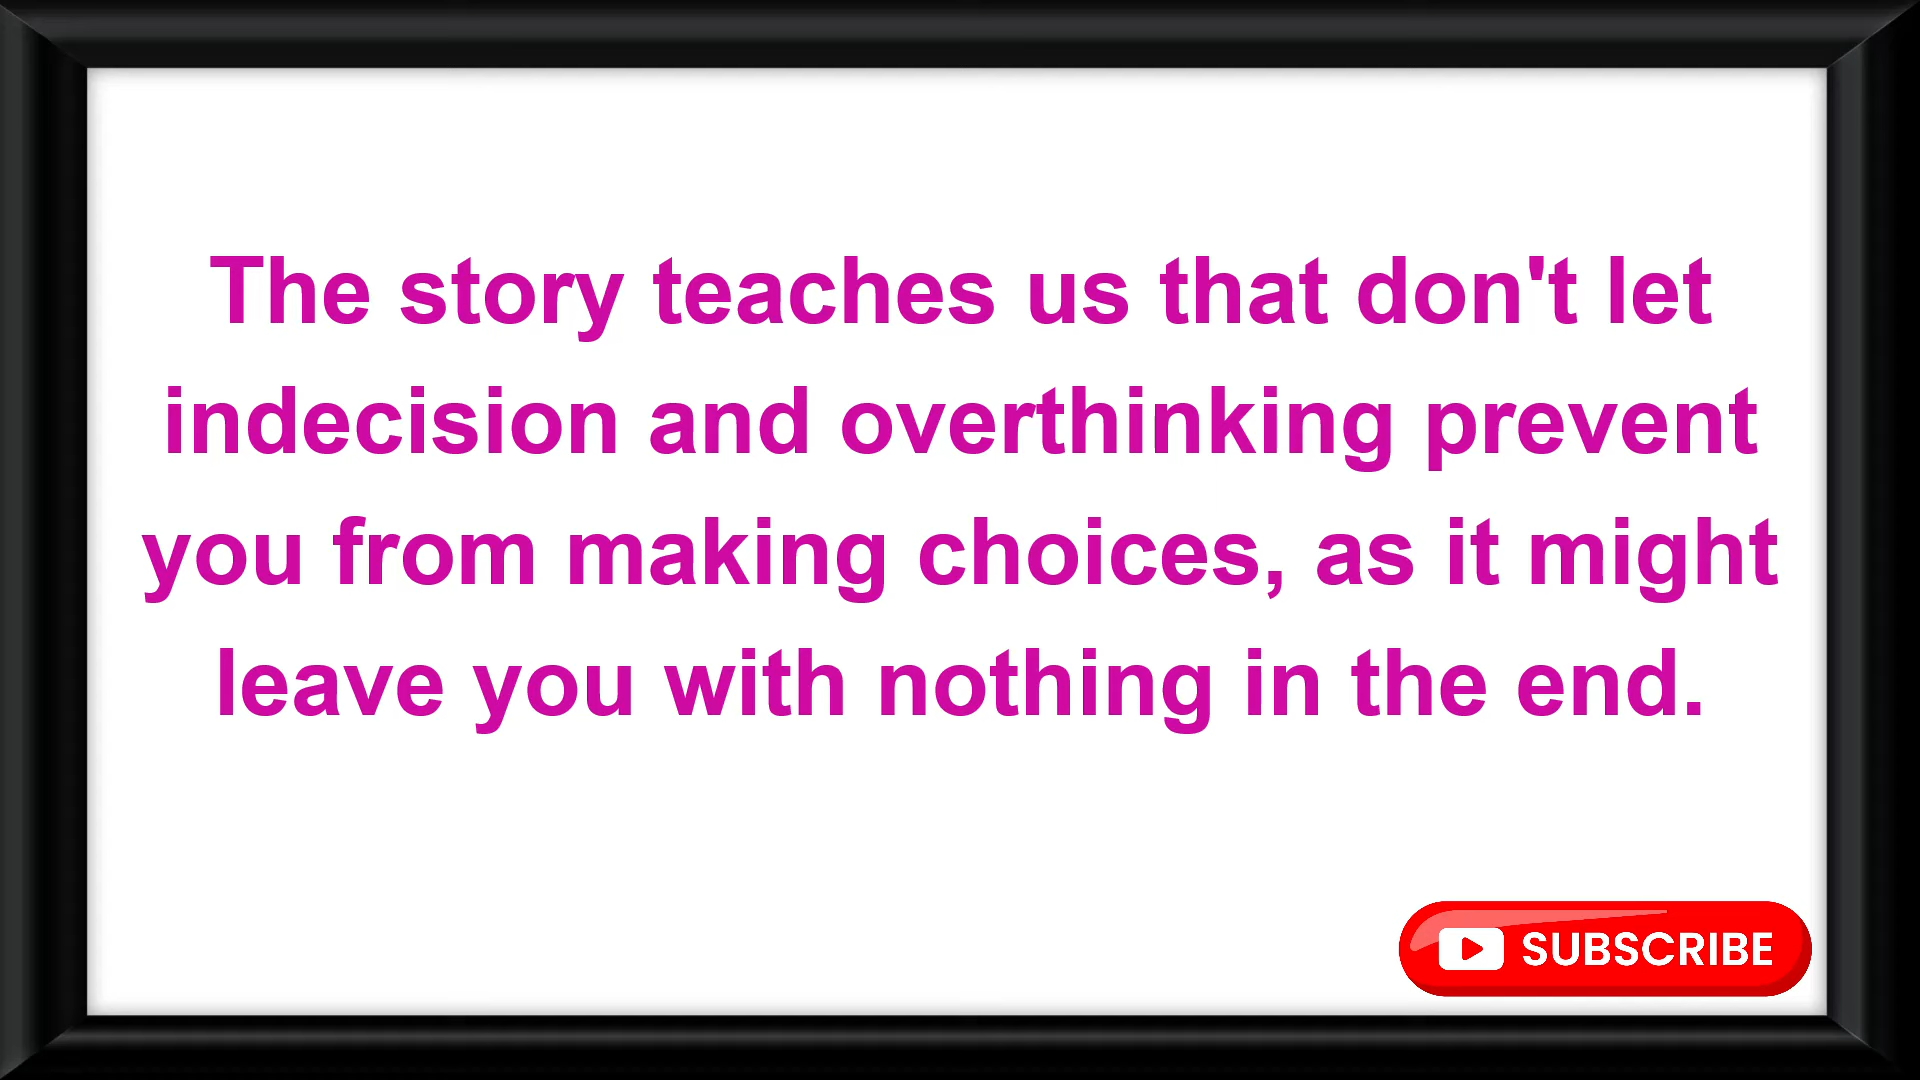 The story teaches us that don't let
indecision and overthinking prevent
you from making choices, as it might
leave you with nothing in the end.
SUBSCRIBE